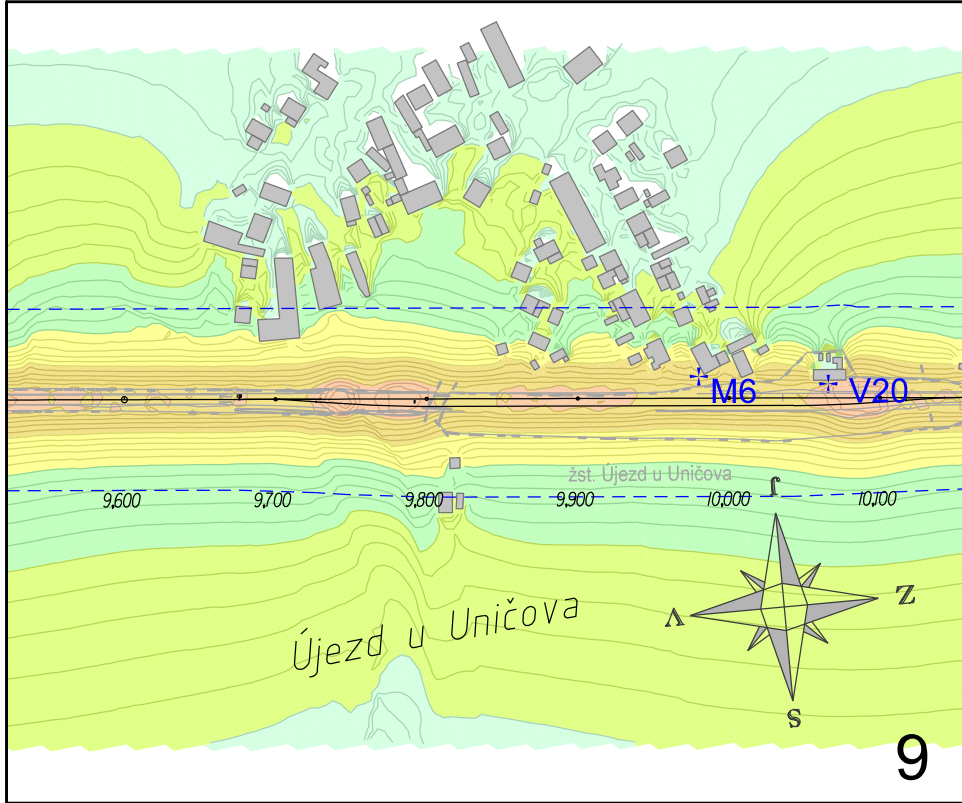 M6
V20
žst. Újezd u Uničova
9,600 9,700 9,800 9,900 10,000 10,100
J
V
Z
S
Újezd u Uničova
9